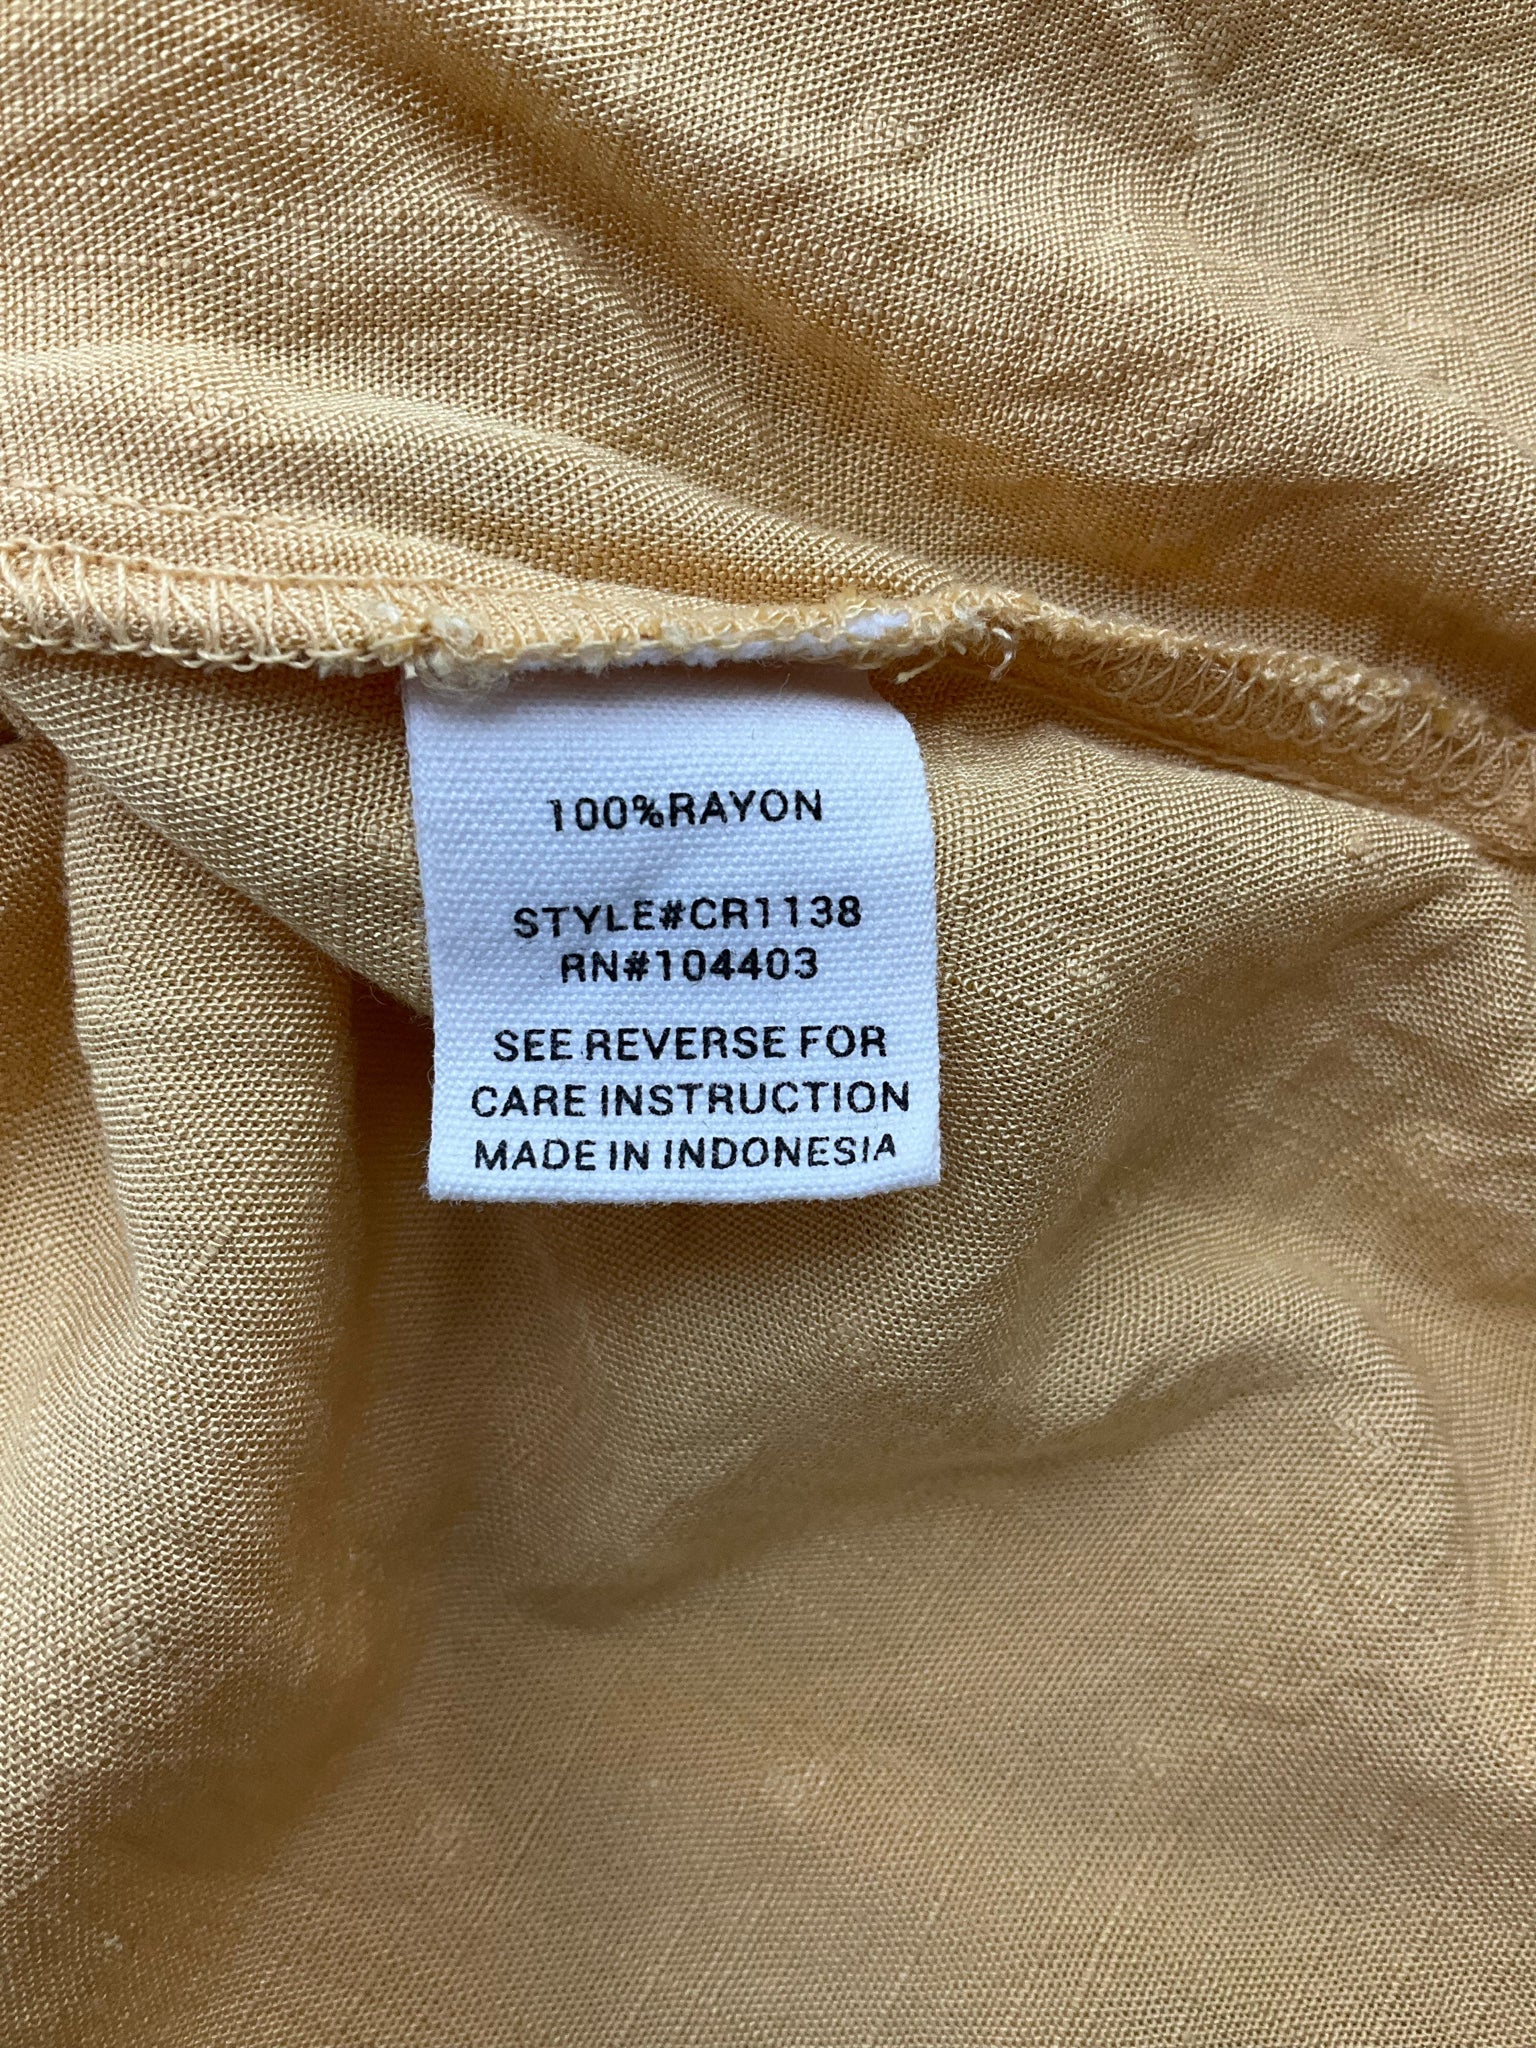 100%RAYON
STYLE#CR1138
RN#104403
SEE REVERSE FOR
CARE INSTRUCTION
MADE IN INDONESIA